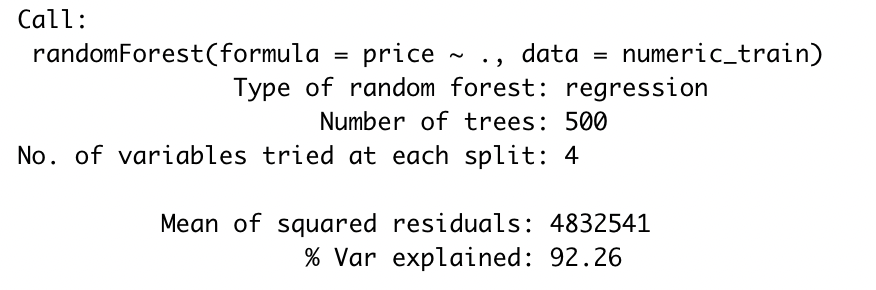 Call:
randomForest(formula = price ~ ., data = numeric_train)
Type of random forest: regression
Number of trees: 500
No. of variables tried at each split: 4
Mean of squared residuals: 4832541
% Var explained: 92.26